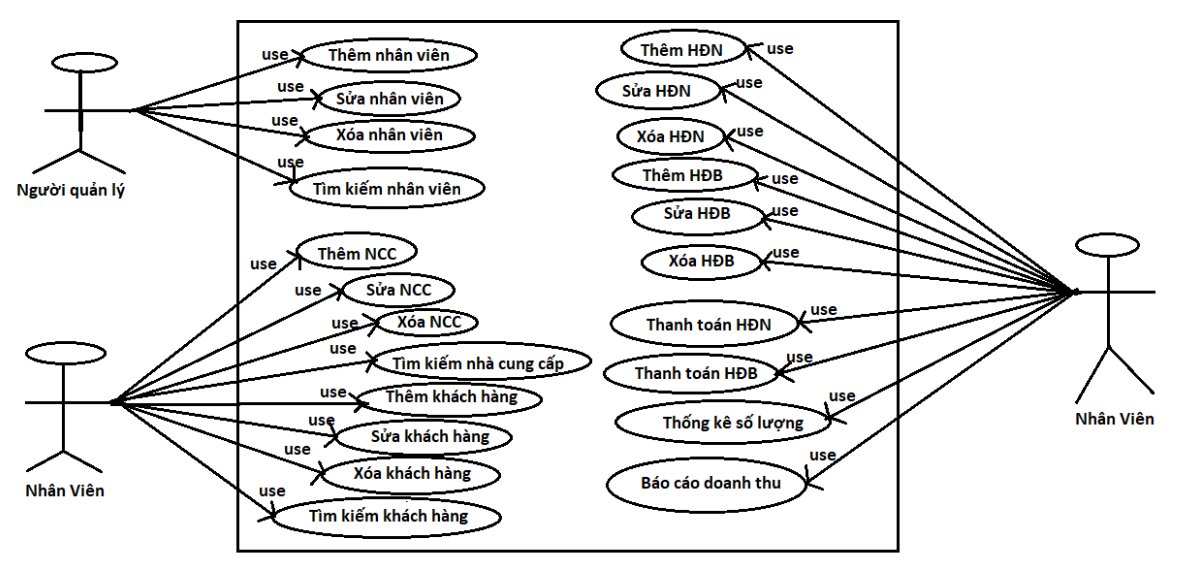 use
Thêm nhân viên
use
Sửa nhân viên
use
Xóa nhân viên
use
Tìm kiếm nhân viên
Người quản lý
use
Thêm NCC
use
Sửa NCC
use
Xóa NCC
use
Tìm kiếm nhà cung cấp
use
Thêm khách hàng
use
Sửa khách hàng
use
Xóa khách hàng
use
Tìm kiếm khách hàng
Nhân Viên
Thêm HĐN
use
Sửa HĐN
use
Xóa HĐN
use
Thêm HĐB
use
Sửa HĐB
use
Xóa HĐB
use
Thanh toán HĐN
use
Thanh toán HĐB
use
Thống kê số lượng
use
Báo cáo doanh thu
use
Nhân Viên